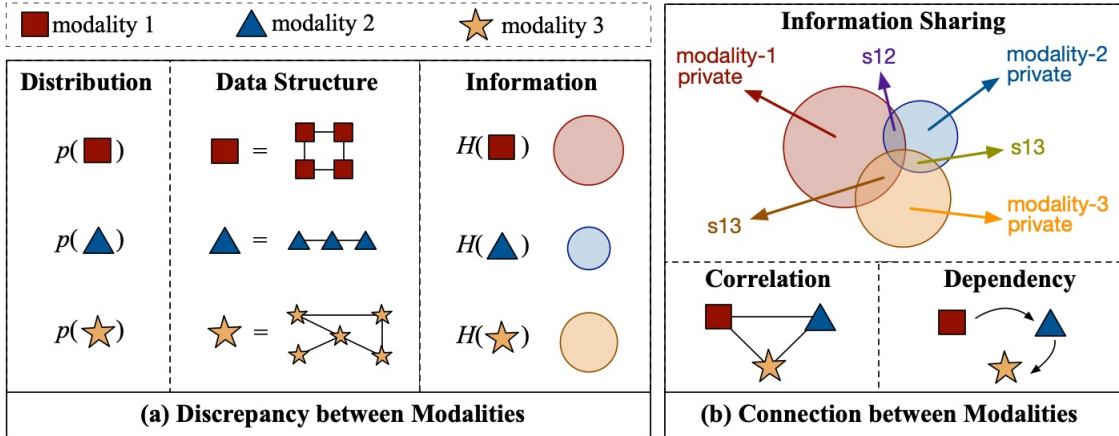 modality 1 modality 2 modality 3
Distribution Data Structure Information
p( ) = H( )
p( ) = H( )
p( ) = H( )
(a) Discrepancy between Modalities
Information Sharing
modality-1
private
s12
modality-2
private
s13
s13
modality-3
private
Correlation Dependency
(b) Connection between Modalities